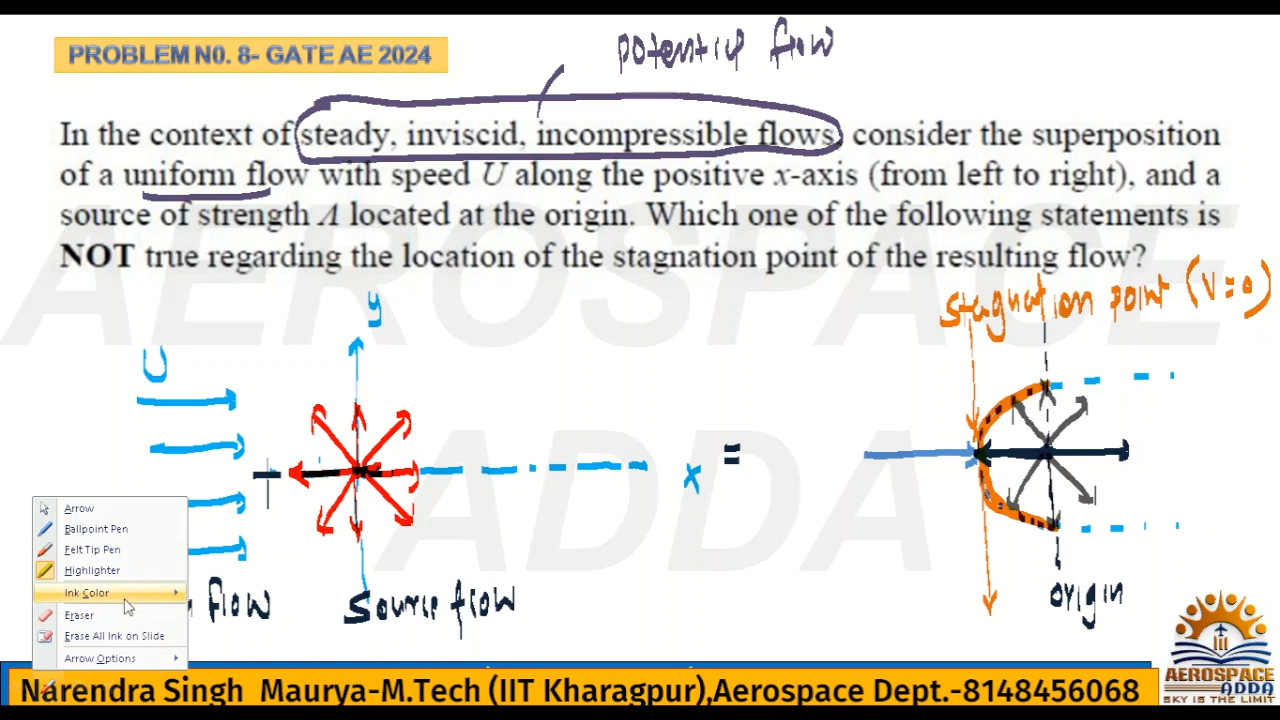 potential flow
PROBLEM N0. 8- GATE AE 2024
In the context of steady, inviscid, incompressible flows, consider the superposition
of a uniform flow with speed U along the positive x-axis (from left to right), and a
source of strength Λ located at the origin. Which one of the following statements is
NOT true regarding the location of the stagnation point of the resulting flow?
AEROSPACE
ADDA
stagnation point (V=0)
y
U
+
=
x
Arrow
Ballpoint Pen
Felt Tip Pen
Highlighter
Ink Color
Eraser
Erase All Ink on Slide
Arrow Options
flow
source flow
origin
Narendra Singh Maurya-M.Tech (IIT Kharagpur),Aerospace Dept.-8148456068
AEROSPACE
ADDA
SKY IS THE LIMIT